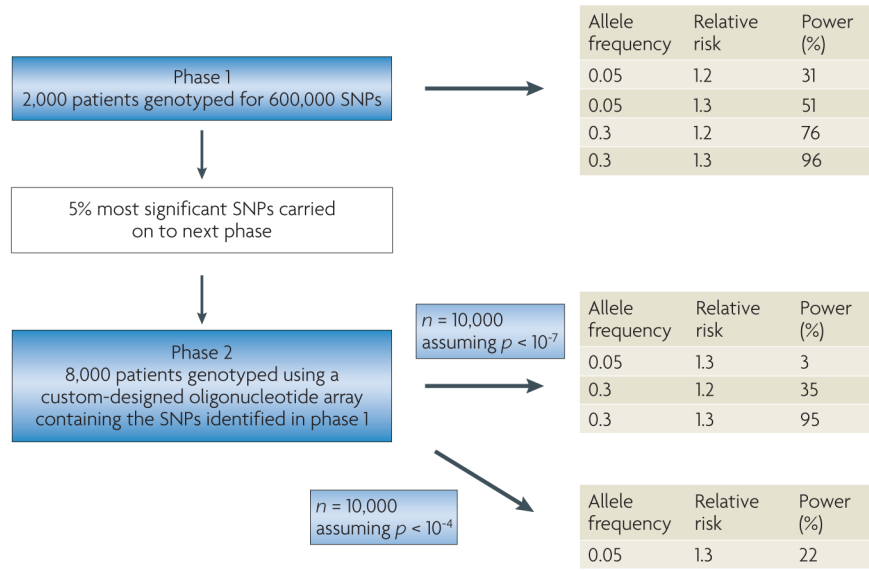 Phase 1
2,000 patients genotyped for 600,000 SNPs
Allele frequency Relative risk Power (%)
0.05 1.2 31
0.05 1.3 51
0.3 1.2 76
0.3 1.3 96
5% most significant SNPs carried
on to next phase
Phase 2
8,000 patients genotyped using a
custom-designed oligonucleotide array
containing the SNPs identified in phase 1
n = 10,000
assuming p < 10⁻⁷
Allele frequency Relative risk Power (%)
0.05 1.3 3
0.3 1.2 35
0.3 1.3 95
n = 10,000
assuming p < 10⁻⁴
Allele frequency Relative risk Power (%)
0.05 1.3 22